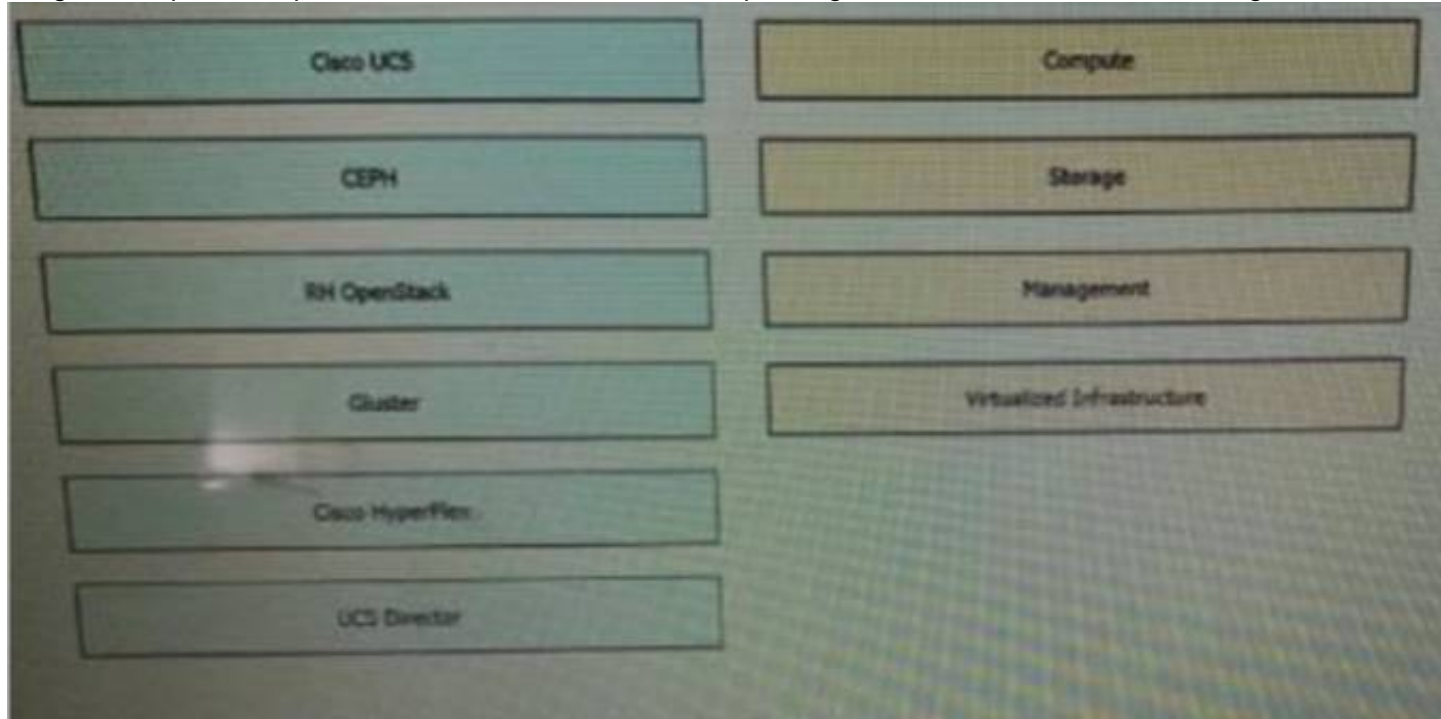 Cisco UCS
Compute
CEPH
Storage
RH OpenStack
Management
Gluster
Virtualized Infrastructure
Cisco HyperFlex
UCS Director